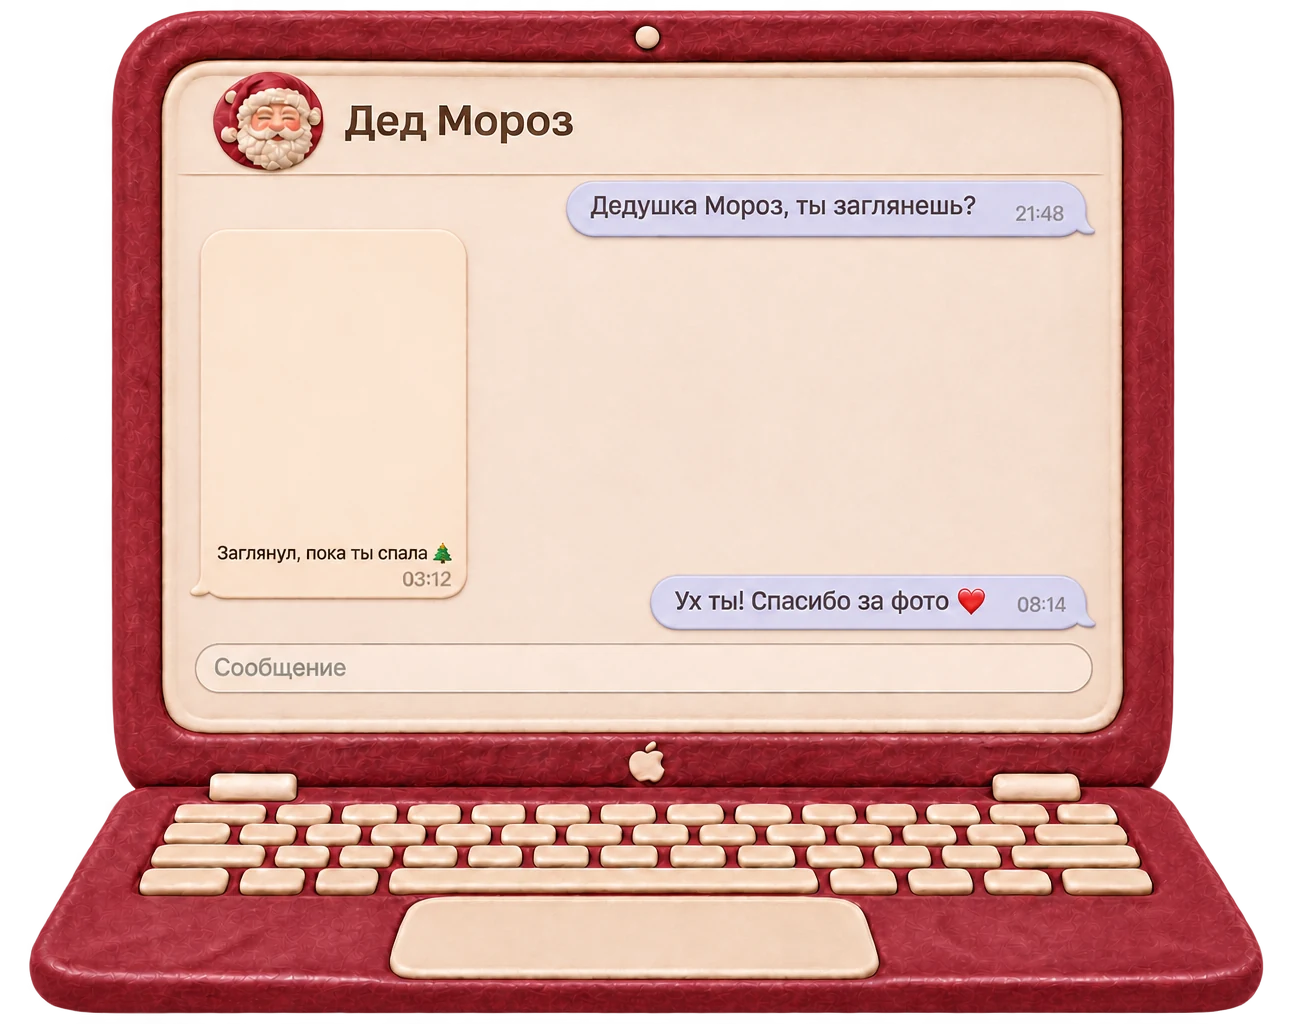 Дед Мороз
Дедушка Мороз, ты заглянешь? 21:48
Заглянул, пока ты спала 🎄
03:12
Ух ты! Спасибо за фото ❤️ 08:14
Сообщение